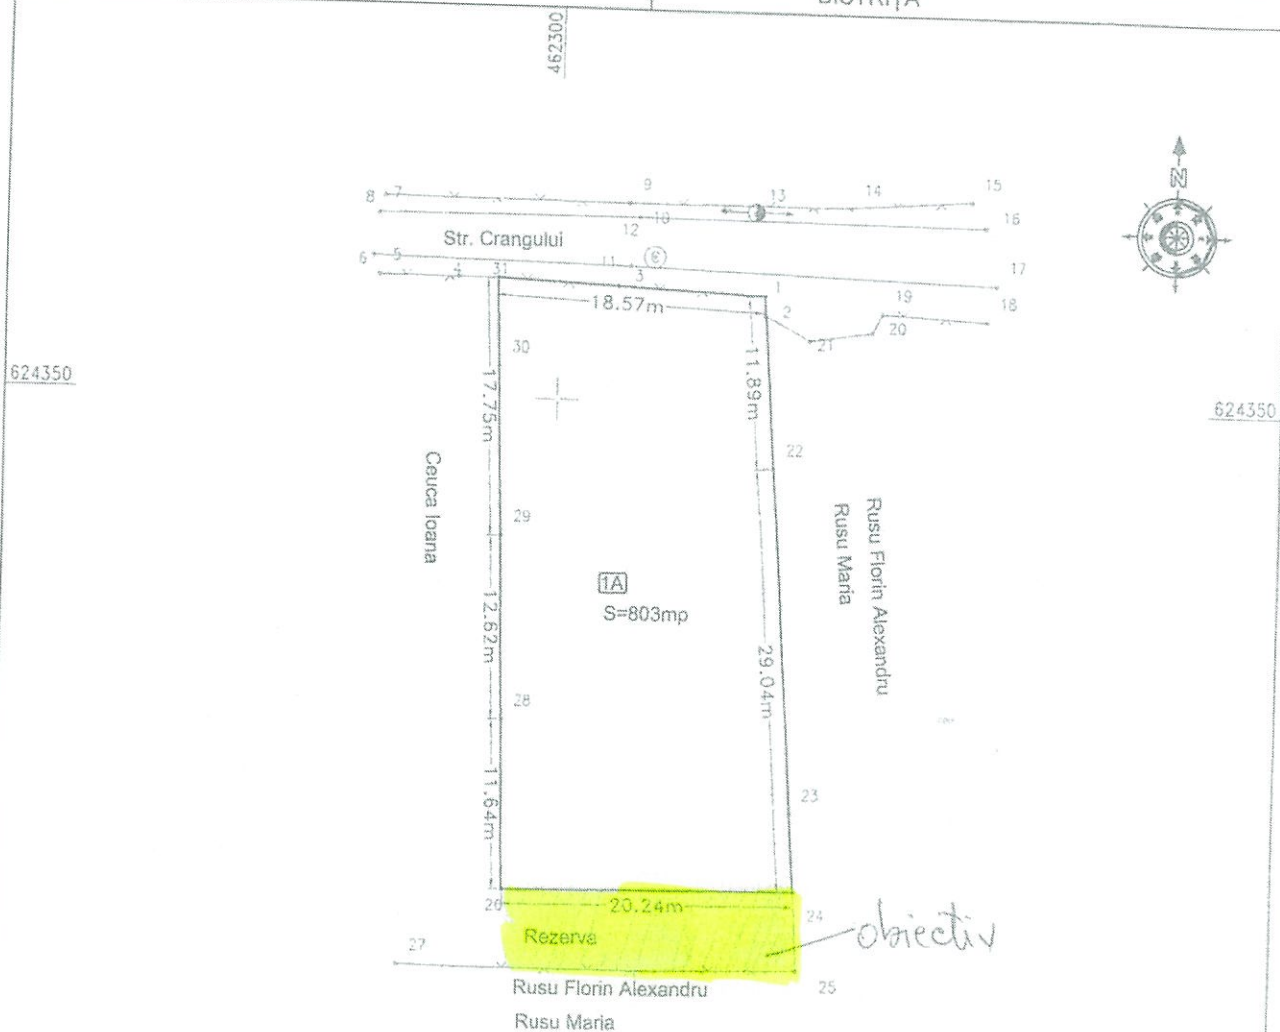 BISTRIȚA
462300
N
8 7 9 13 14 15
10 16
12
Str. Crangului
6 5 4 31 11 3 1 17
18.57m
2 19 18
20
21
30
11.89m
624350
624350
17.75m
22
Ceuca Ioana
29
Rusu Florin Alexandru
Rusu Maria
1A
S=803mp
12.62m
29.04m
28
11.64m
23
26
20.24m
24
Rezerva
obiectiv
27
25
Rusu Florin Alexandru
Rusu Maria